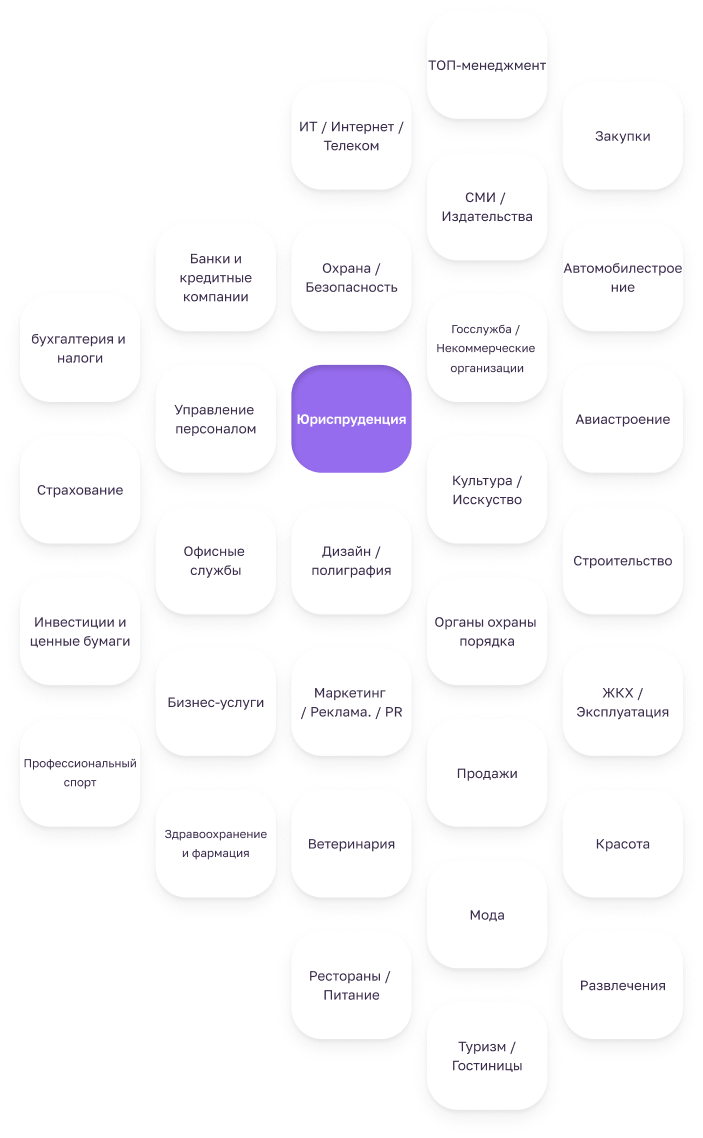 ТОП-менеджмент
ИТ / Интернет /
Телеком
Закупки
СМИ /
Издательства
Банки и
кредитные
компании
Охрана /
Безопасность
Автомобилестрое
ние
бухгалтерия и
налоги
Госслужба /
Некоммерческие
организации
Управление
персоналом
Юриспруденция
Авиастроение
Страхование
Культура /
Исскуство
Офисные
службы
Дизайн /
полиграфия
Строительство
Инвестиции и
ценные бумаги
Органы охраны
порядка
Бизнес-услуги
Маркетинг
/ Реклама. / PR
ЖКХ /
Эксплуатация
Профессиональный
спорт
Продажи
Здравоохранение
и фармация
Ветеринария
Красота
Мода
Рестораны /
Питание
Развлечения
Туризм /
Гостиницы